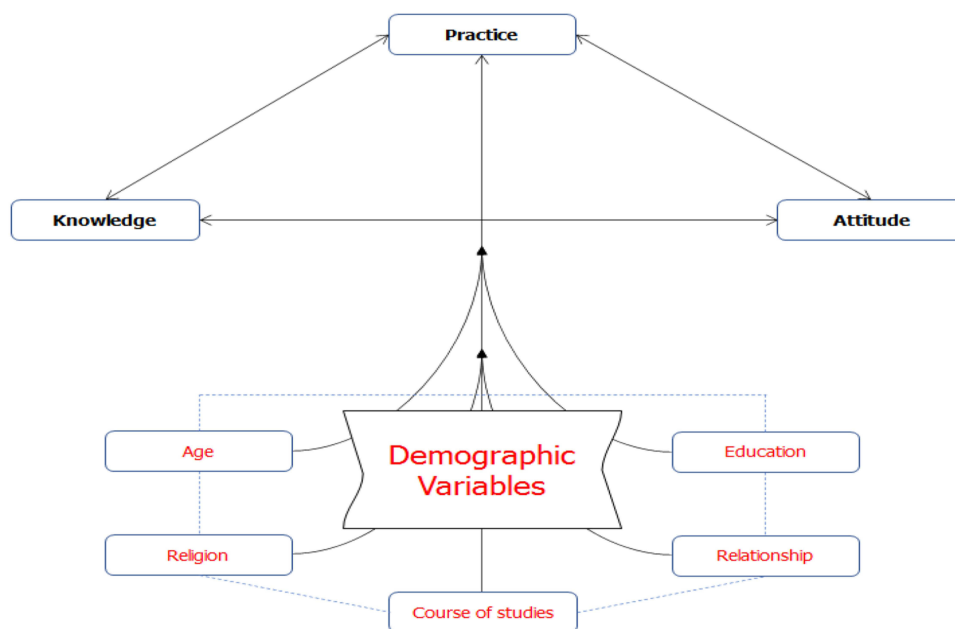 Practice
Knowledge
Attitude
Age
Demographic
Variables
Education
Religion
Relationship
Course of studies